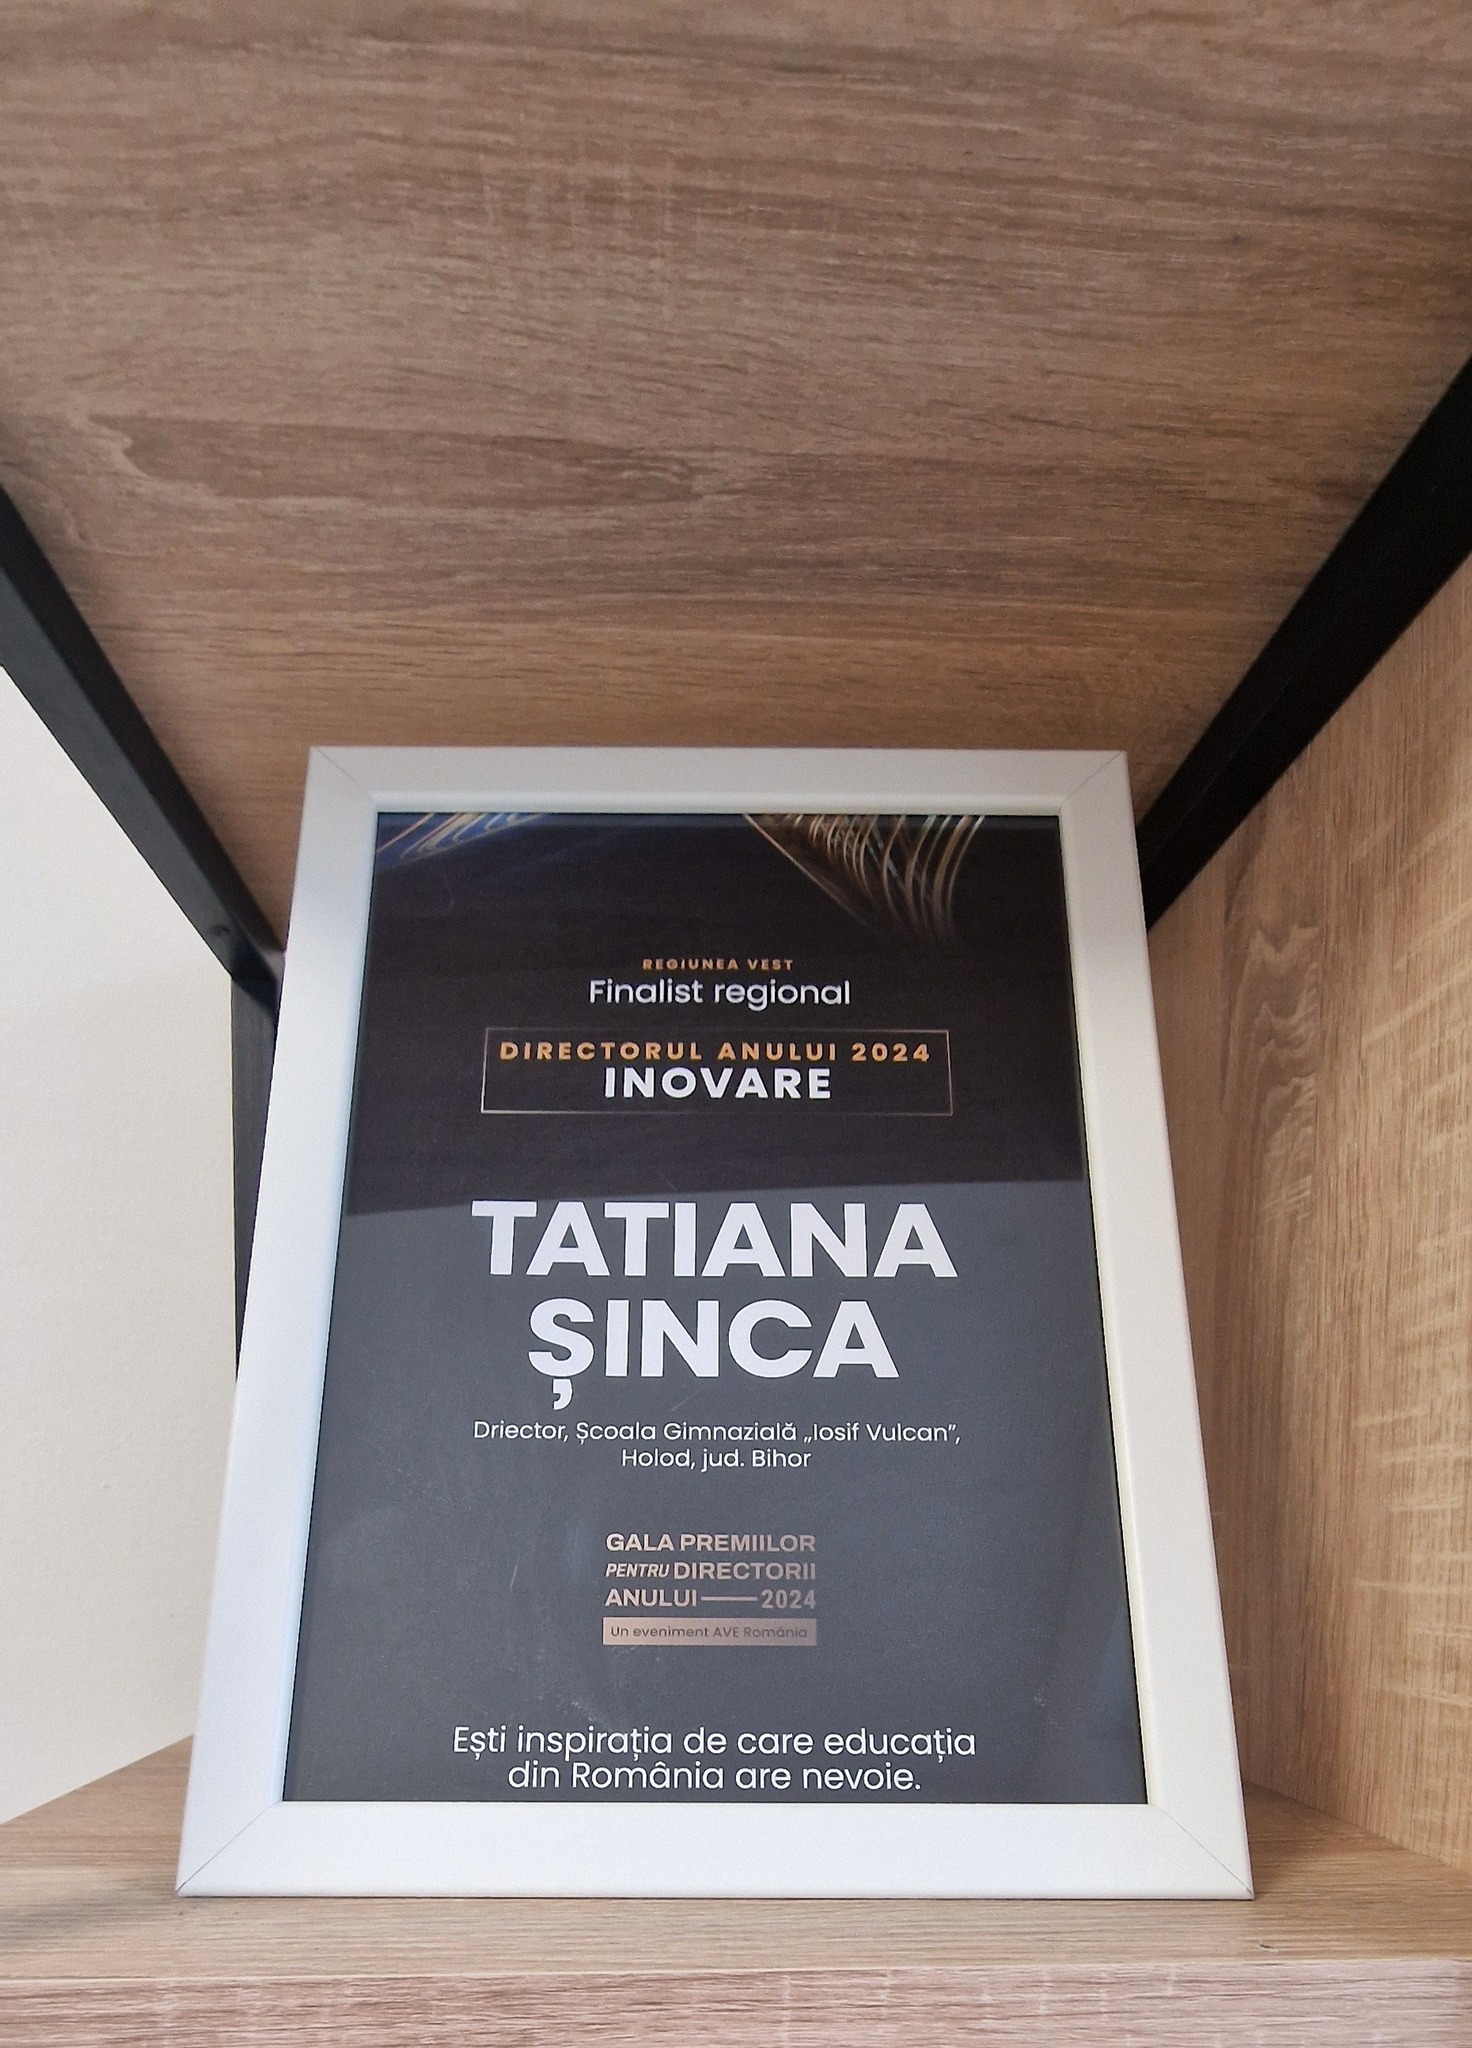 REGIUNEA VEST
Finalist regional
DIRECTORUL ANULUI 2024
INOVARE
TATIANA
ȘINCA
Driector, Școala Gimnazială „Iosif Vulcan”,
Holod, jud. Bihor
GALA PREMIILOR
PENTRU DIRECTORII
ANULUI — 2024
Un eveniment AVE România
Ești inspirația de care educația
din România are nevoie.